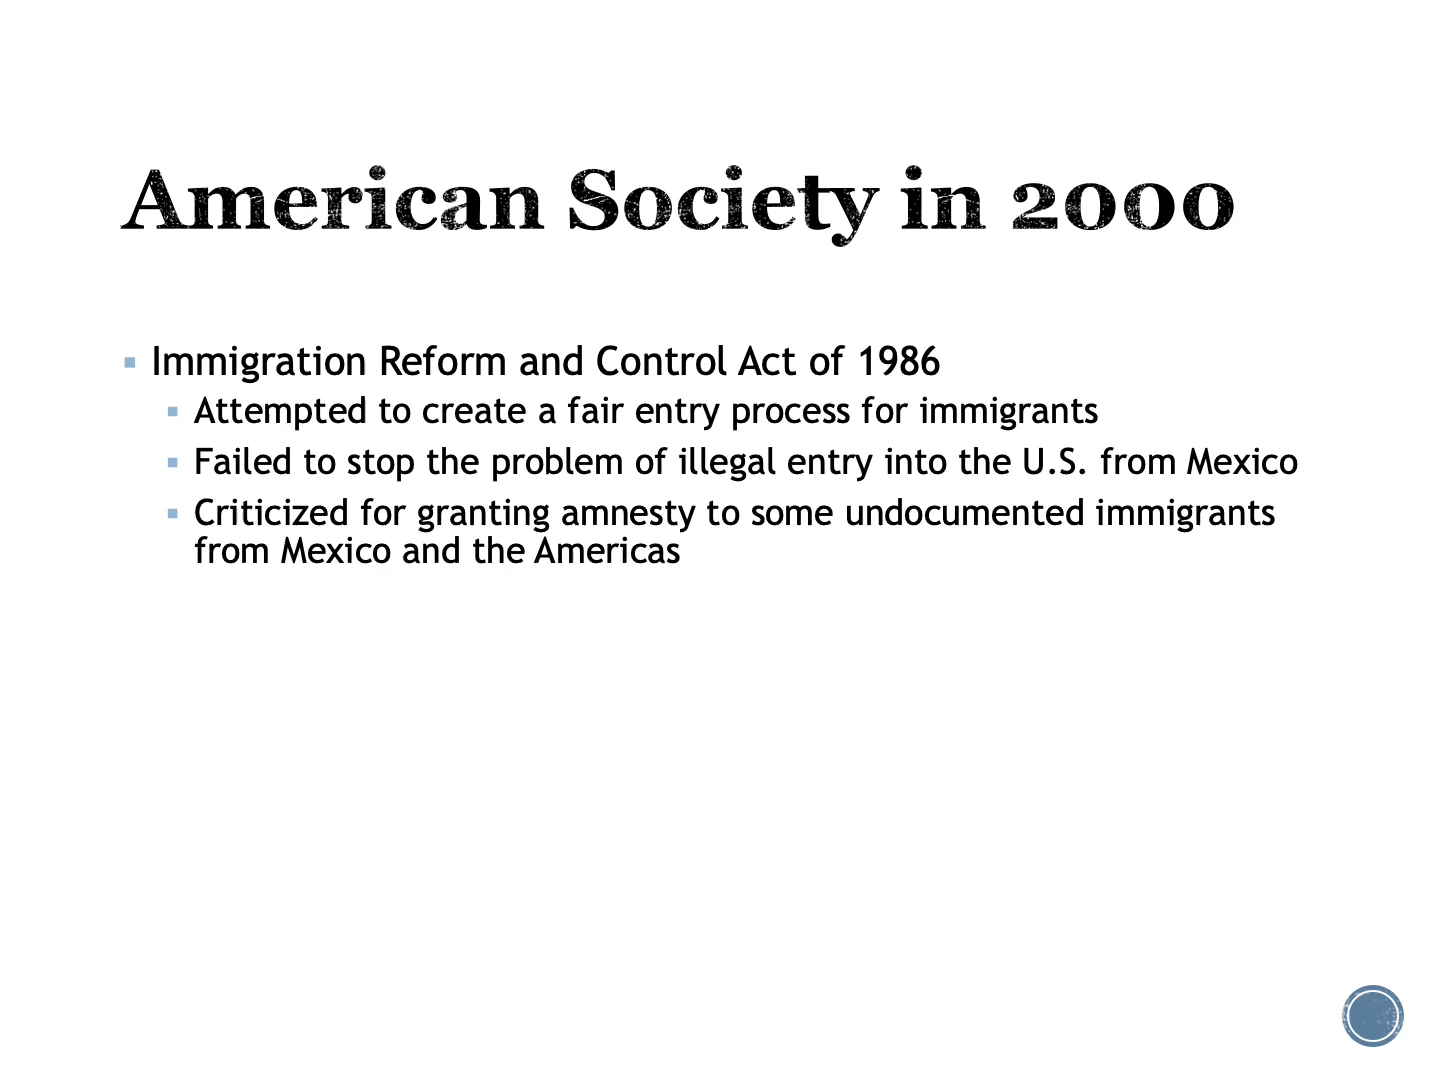 American Society in 2000
Immigration Reform and Control Act of 1986
Attempted to create a fair entry process for immigrants
Failed to stop the problem of illegal entry into the U.S. from Mexico
Criticized for granting amnesty to some undocumented immigrants
from Mexico and the Americas